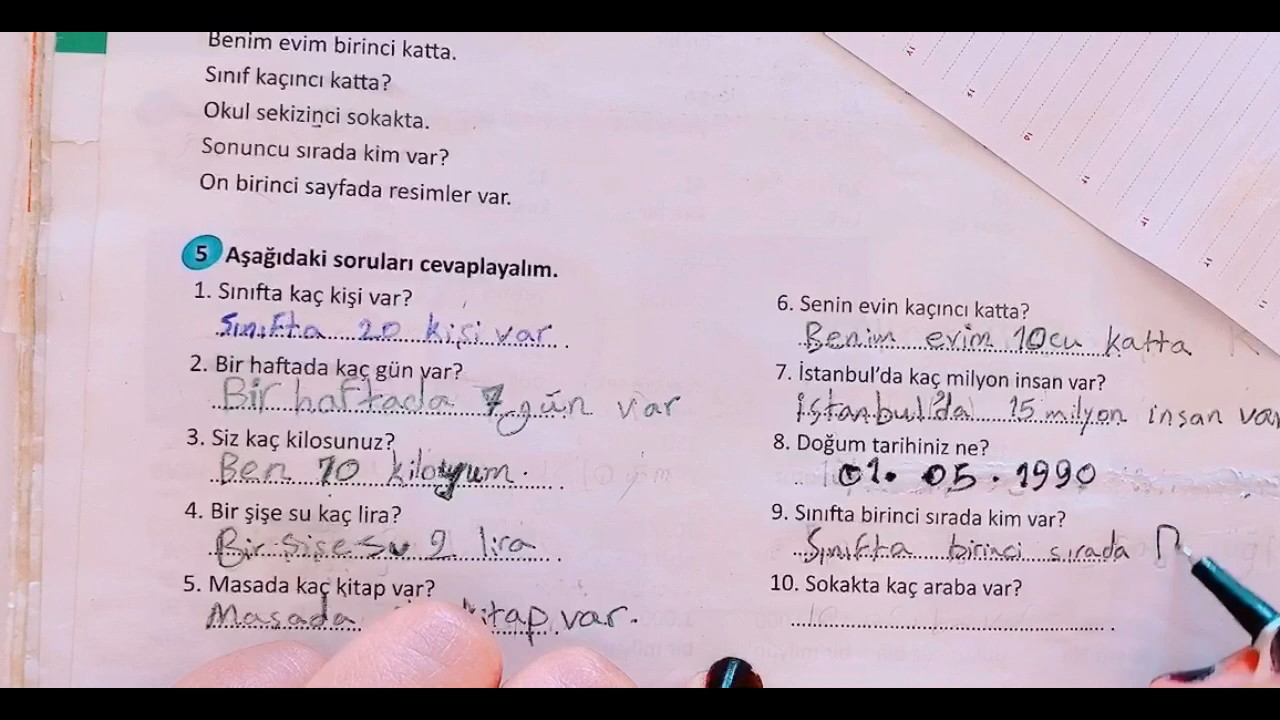 Benim evim birinci katta.
Sınıf kaçıncı katta?
Okul sekizinci sokakta.
Sonuncu sırada kim var?
On birinci sayfada resimler var.
5 Aşağıdaki soruları cevaplayalım.
1. Sınıfta kaç kişi var?
Sınıfta 20 kişi var
2. Bir haftada kaç gün var?
Bir haftada 7 gün var
3. Siz kaç kilosunuz?
Ben 70 kiloyum.
4. Bir şişe su kaç lira?
Bir şişe su 2 lira
5. Masada kaç kitap var?
Masada kitap var.
6. Senin evin kaçıncı katta?
Benim evim 10cu katta
7. İstanbul'da kaç milyon insan var?
İstanbul'da 15 milyon insan var
8. Doğum tarihiniz ne?
01. 05. 1990
9. Sınıfta birinci sırada kim var?
Sınıfta birinci sırada
10. Sokakta kaç araba var?